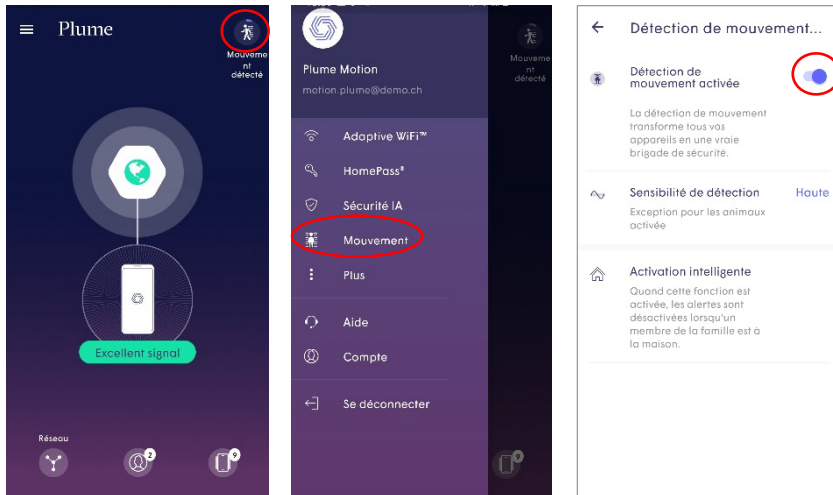 Plume
Mouveme
nt
détecté
Excellent signal
Réseau
2
9
Plume Motion
motion.plume@demo.ch
Adaptive WiFi™
HomePass®
Sécurité IA
Mouvement
Plus
Aide
Compte
Se déconnecter
Mouveme
nt
détecté
9
Détection de mouvement...
Détection de
mouvement activée
La détection de mouvement
transforme tous vos
appareils en une vraie
brigade de sécurité.
Sensibilité de détection
Haute
Exception pour les animaux
activée
Activation intelligente
Quand cette fonction est
activée, les alertes sont
désactivées lorsqu'un
membre de la famille est à
la maison.